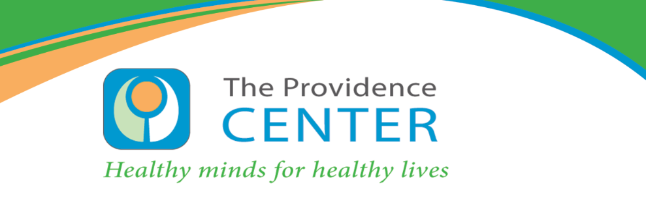 The Providence
CENTER
Healthy minds for healthy lives